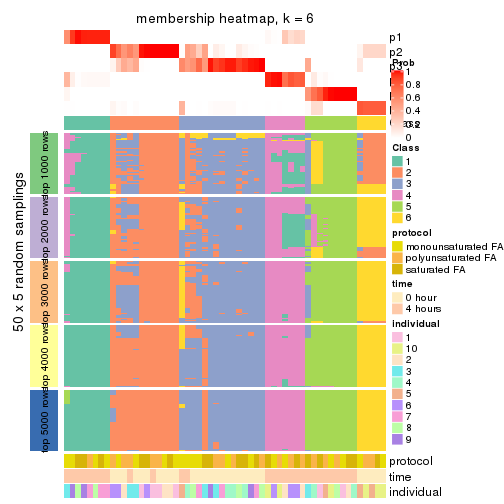 membership heatmap, k = 6
p1
p2
p3
Prob
1
0.8
0.6
0.4
0.2
0
Class
1
2
3
4
5
6
protocol
monounsaturated FA
polyunsaturated FA
saturated FA
time
0 hour
4 hours
individual
1
10
2
3
4
5
6
7
8
9
50 x 5 random samplings
top 1000 rows
top 2000 rows
top 3000 rows
top 4000 rows
top 5000 rows
protocol
time
individual